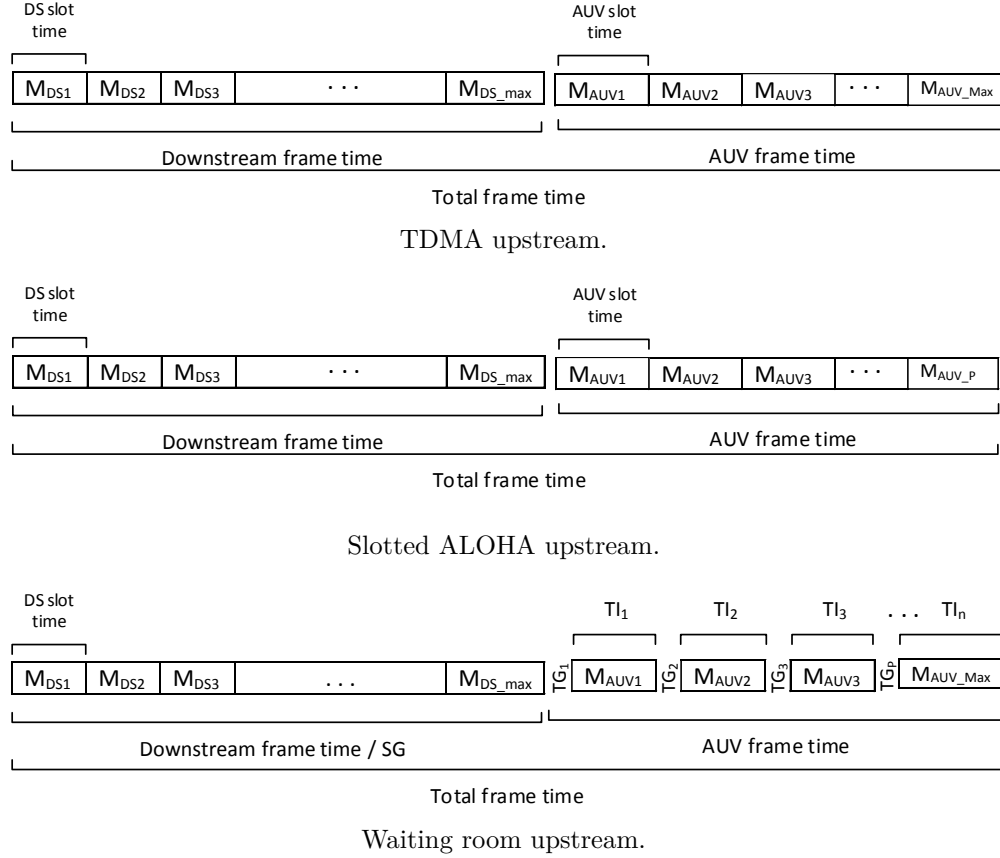 DS slot time
AUV slot time
MDS1 MDS2 MDS3 ··· MDS_max MAUV1 MAUV2 MAUV3 ··· MAUV_Max
Downstream frame time AUV frame time
Total frame time
TDMA upstream.
DS slot time
AUV slot time
MDS1 MDS2 MDS3 ··· MDS_max MAUV1 MAUV2 MAUV3 ··· MAUV_P
Downstream frame time AUV frame time
Total frame time
Slotted ALOHA upstream.
DS slot time
TI1 TI2 TI3 ... TIn
MDS1 MDS2 MDS3 ... MDS_max TG1 MAUV1 TG2 MAUV2 TG3 MAUV3 TGP MAUV_Max
Downstream frame time / SG AUV frame time
Total frame time
Waiting room upstream.